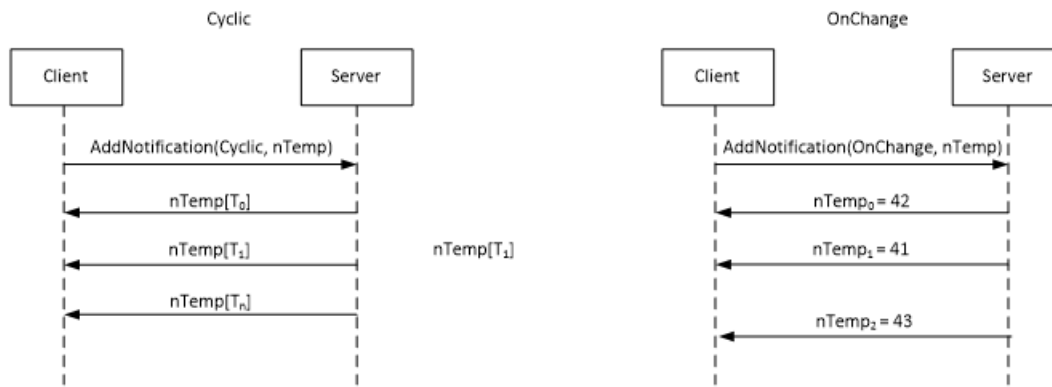 Cyclic
OnChange
Client
Server
Client
Server
AddNotification(Cyclic, nTemp)
AddNotification(OnChange, nTemp)
nTemp[T₀]
nTemp₀ = 42
nTemp[T₁]
nTemp[T₁]
nTemp₁ = 41
nTemp[Tₙ]
nTemp₂ = 43